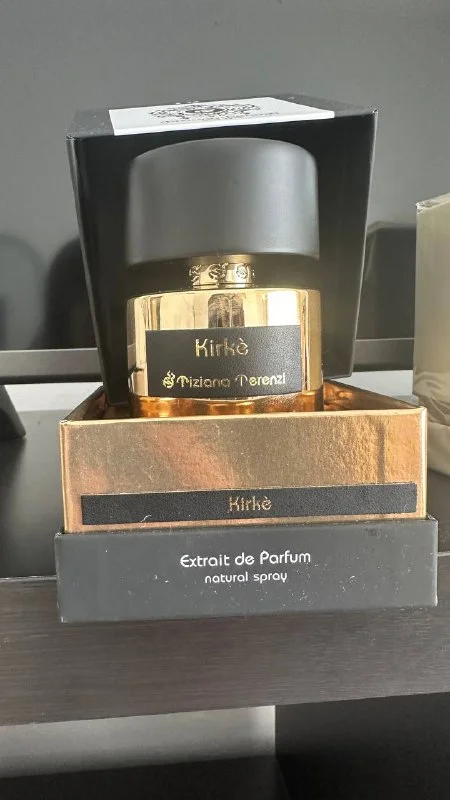 Kirkè
Tiziana Terenzi
Kirkè
Extrait de Parfum
natural spray